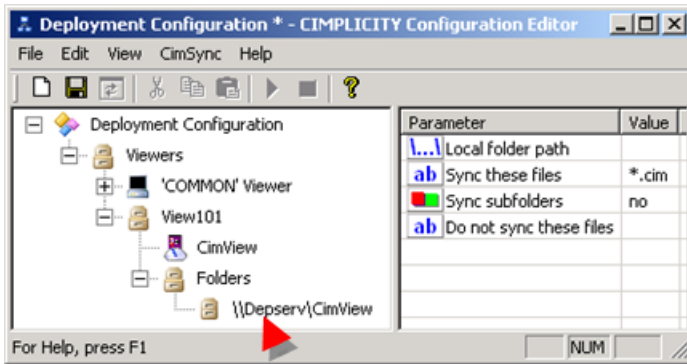 Deployment Configuration * - CIMPLICITY Configuration Editor
File Edit View CimSync Help
Deployment Configuration
Viewers
'COMMON' Viewer
View101
CimView
Folders
\\Depserv\CimView
Parameter Value
\...\ Local folder path
ab Sync these files *.cim
Sync subfolders no
ab Do not sync these files
For Help, press F1 NUM